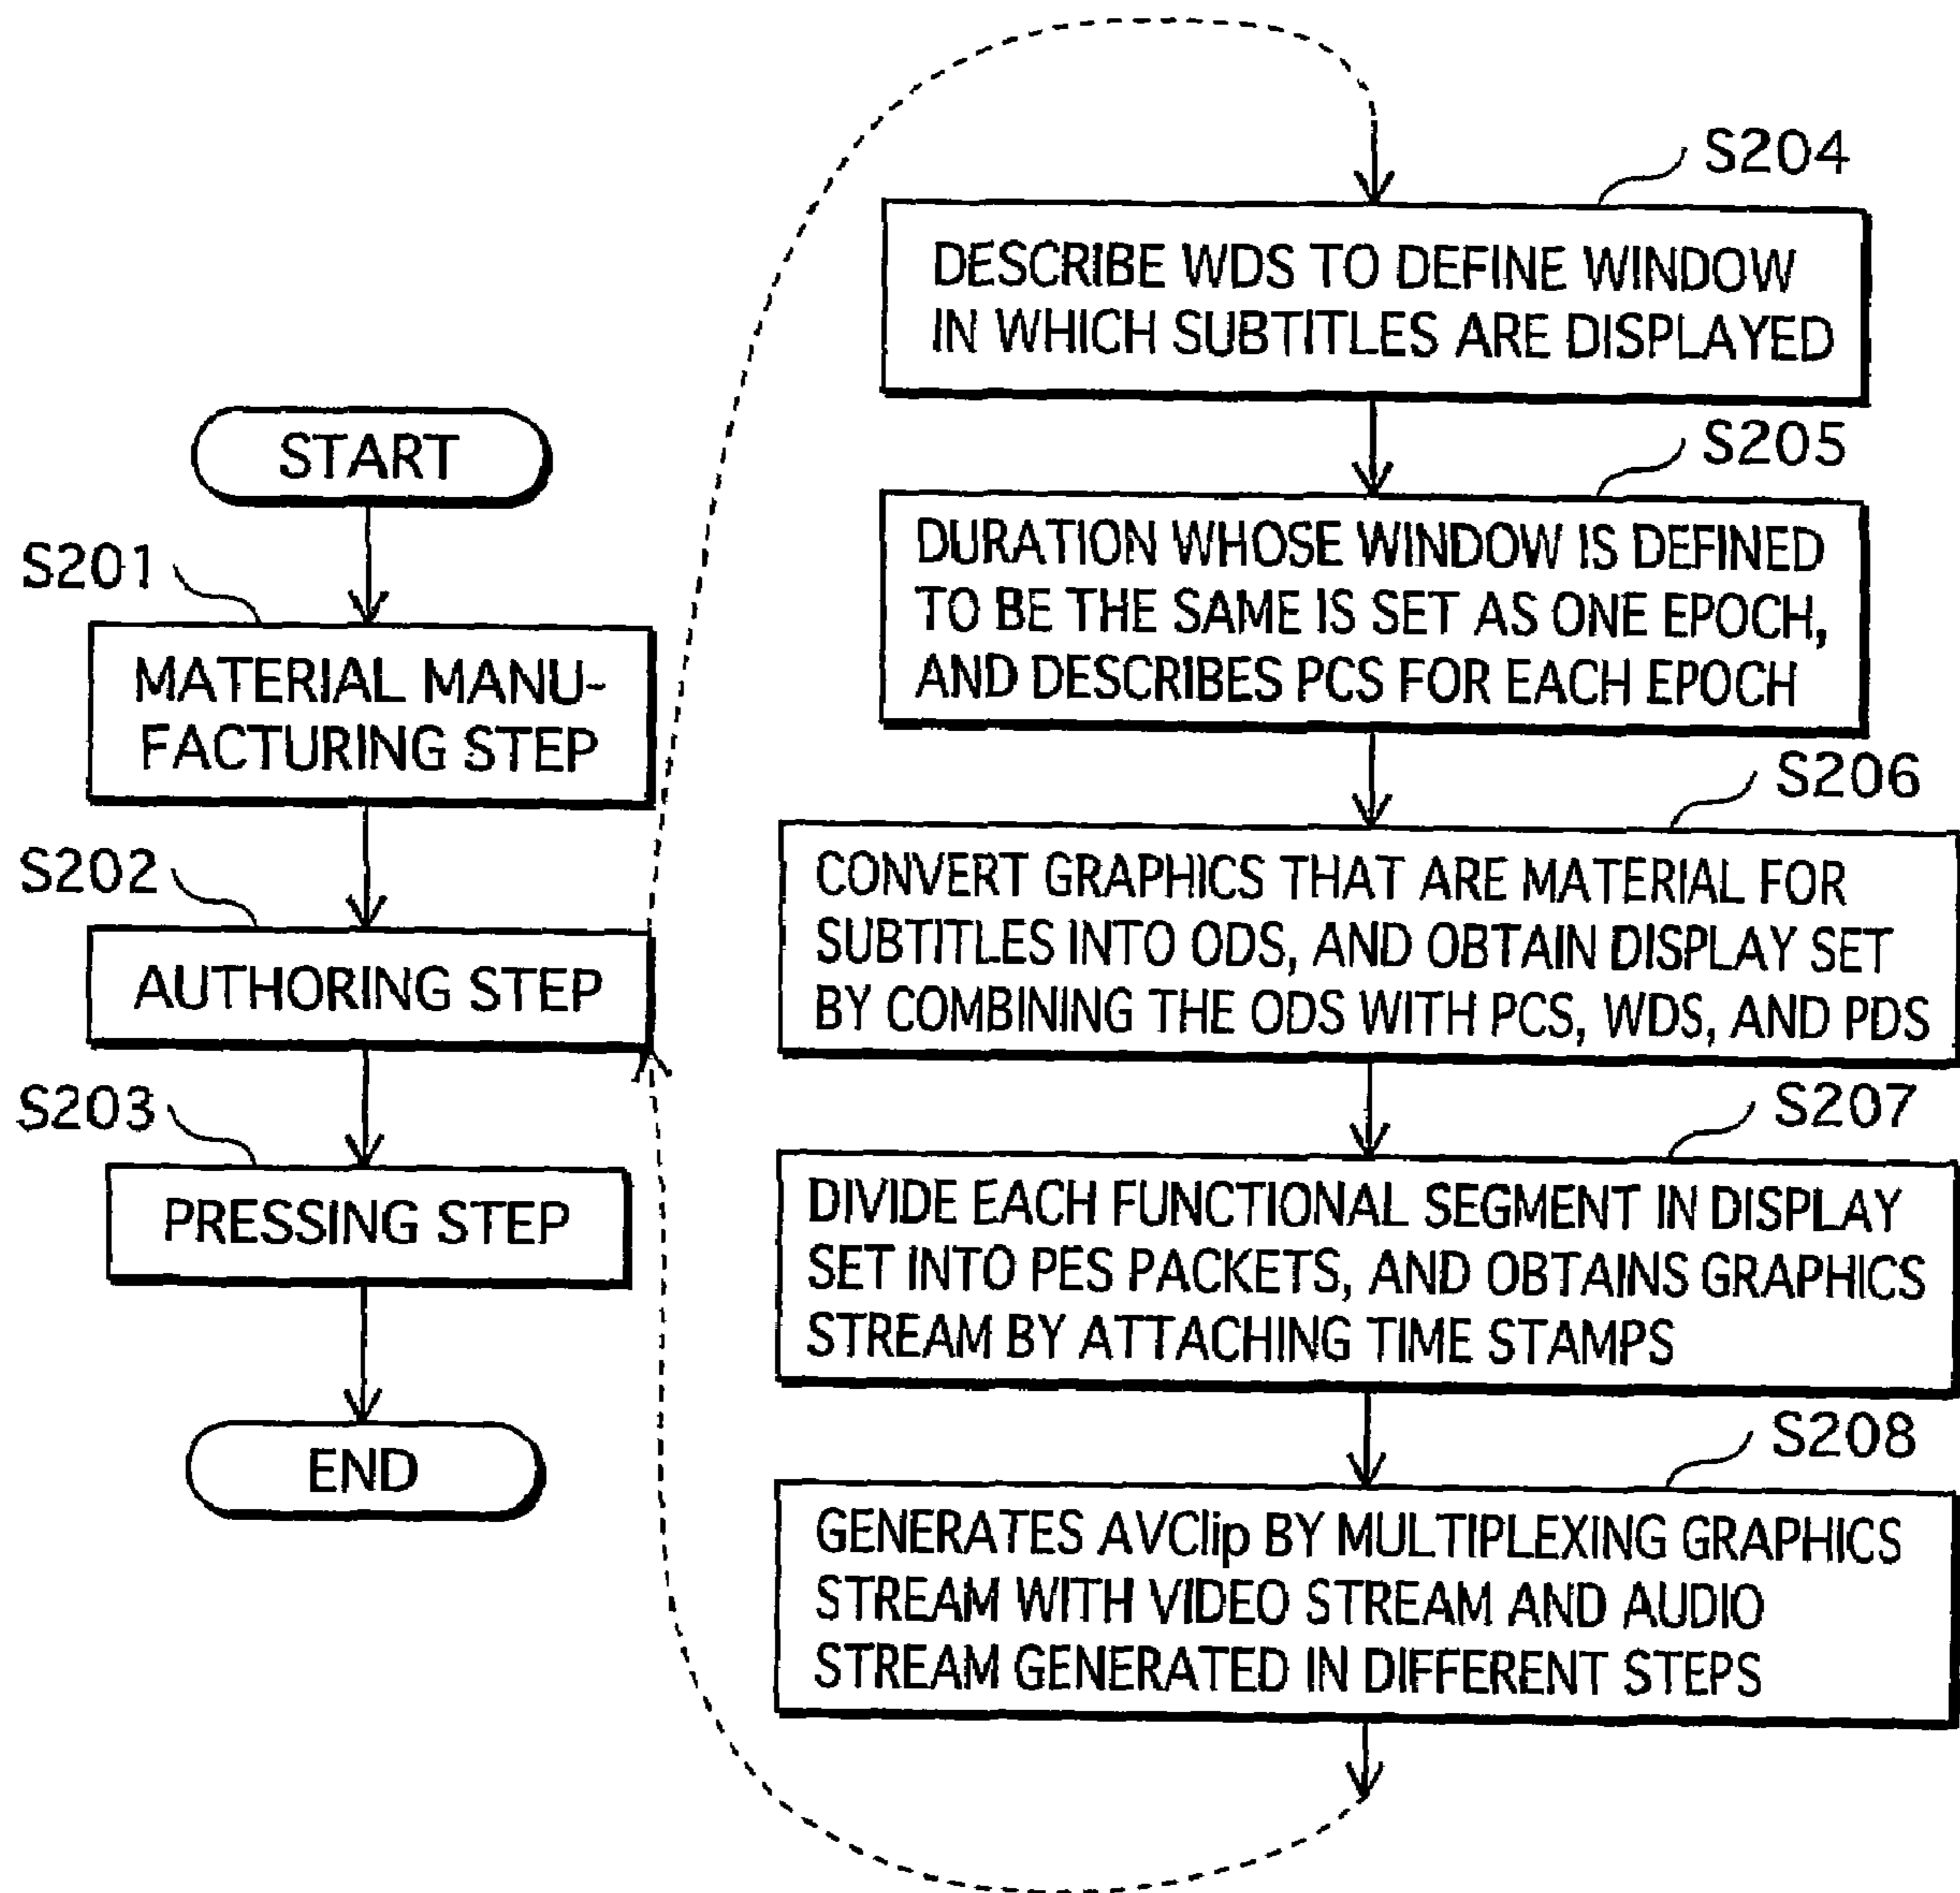 START
S201
MATERIAL MANU-
FACTURING STEP
S202
AUTHORING STEP
S203
PRESSING STEP
END
S204
DESCRIBE WDS TO DEFINE WINDOW
IN WHICH SUBTITLES ARE DISPLAYED
S205
DURATION WHOSE WINDOW IS DEFINED
TO BE THE SAME IS SET AS ONE EPOCH,
AND DESCRIBES PCS FOR EACH EPOCH
S206
CONVERT GRAPHICS THAT ARE MATERIAL FOR
SUBTITLES INTO ODS, AND OBTAIN DISPLAY SET
BY COMBINING THE ODS WITH PCS, WDS, AND PDS
S207
DIVIDE EACH FUNCTIONAL SEGMENT IN DISPLAY
SET INTO PES PACKETS, AND OBTAINS GRAPHICS
STREAM BY ATTACHING TIME STAMPS
S208
GENERATES AVClip BY MULTIPLEXING GRAPHICS
STREAM WITH VIDEO STREAM AND AUDIO
STREAM GENERATED IN DIFFERENT STEPS